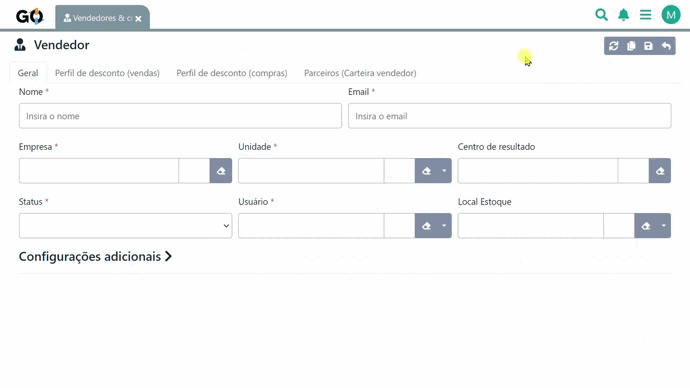 GO
Vendedores & c
M
Vendedor
Geral
Perfil de desconto (vendas)
Perfil de desconto (compras)
Parceiros (Carteira vendedor)
Nome *
Email *
Insira o nome
Insira o email
Empresa *
Unidade *
Centro de resultado
Status *
Usuário *
Local Estoque
Configurações adicionais